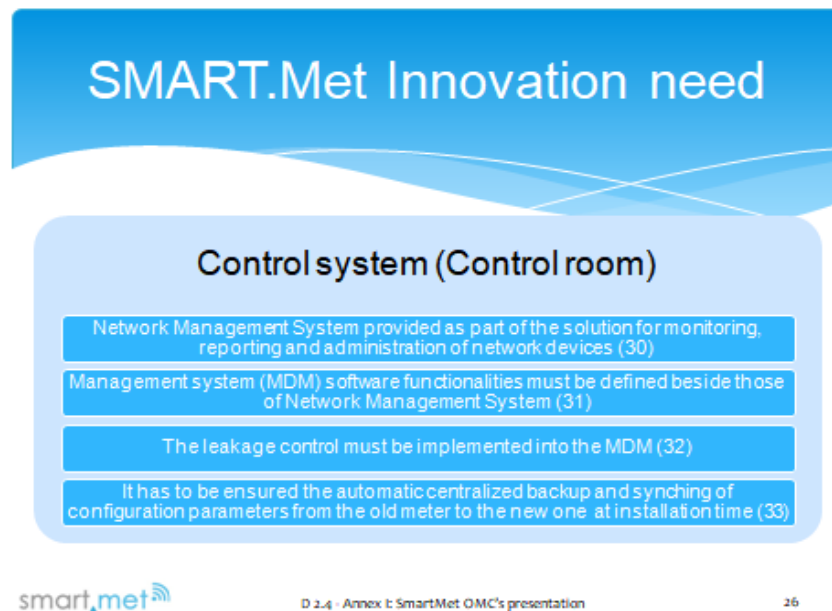 SMART.Met Innovation need
Control system (Control room)
Network Management System provided as part of the solution for monitoring,
reporting and administration of network devices (30)
Management system (MDM) software functionalities must be defined beside those
of Network Management System (31)
The leakage control must be implemented into the MDM (32)
It has to be ensured the automatic centralized backup and synching of
configuration parameters from the old meter to the new one at installation time (33)
smart.met
D 2.4 - Annex I: SmartMet OMC's presentation
26